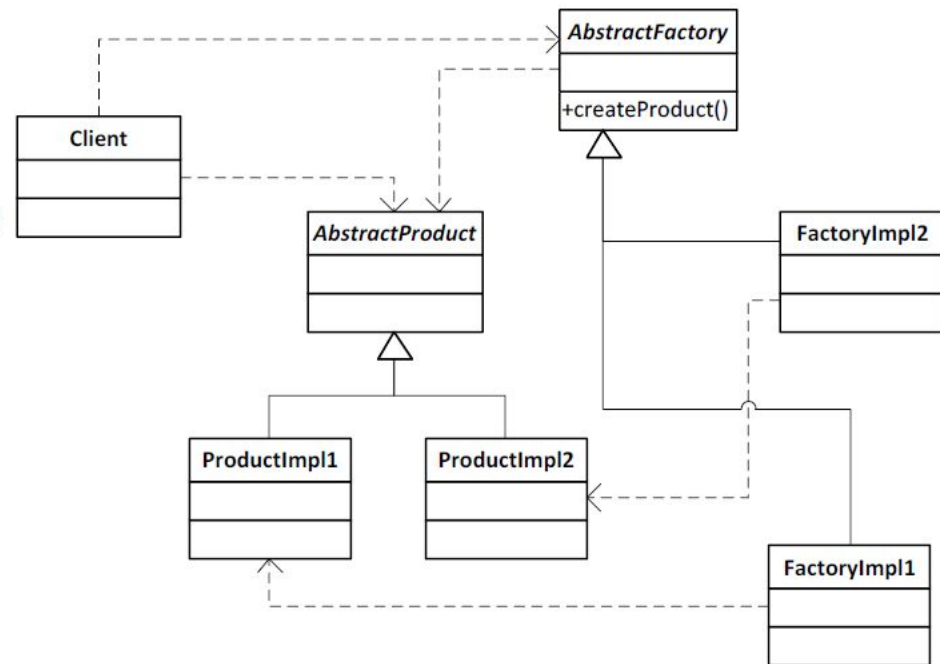 AbstractFactory
+createProduct()
Client
AbstractProduct
FactoryImpl2
ProductImpl1
ProductImpl2
FactoryImpl1